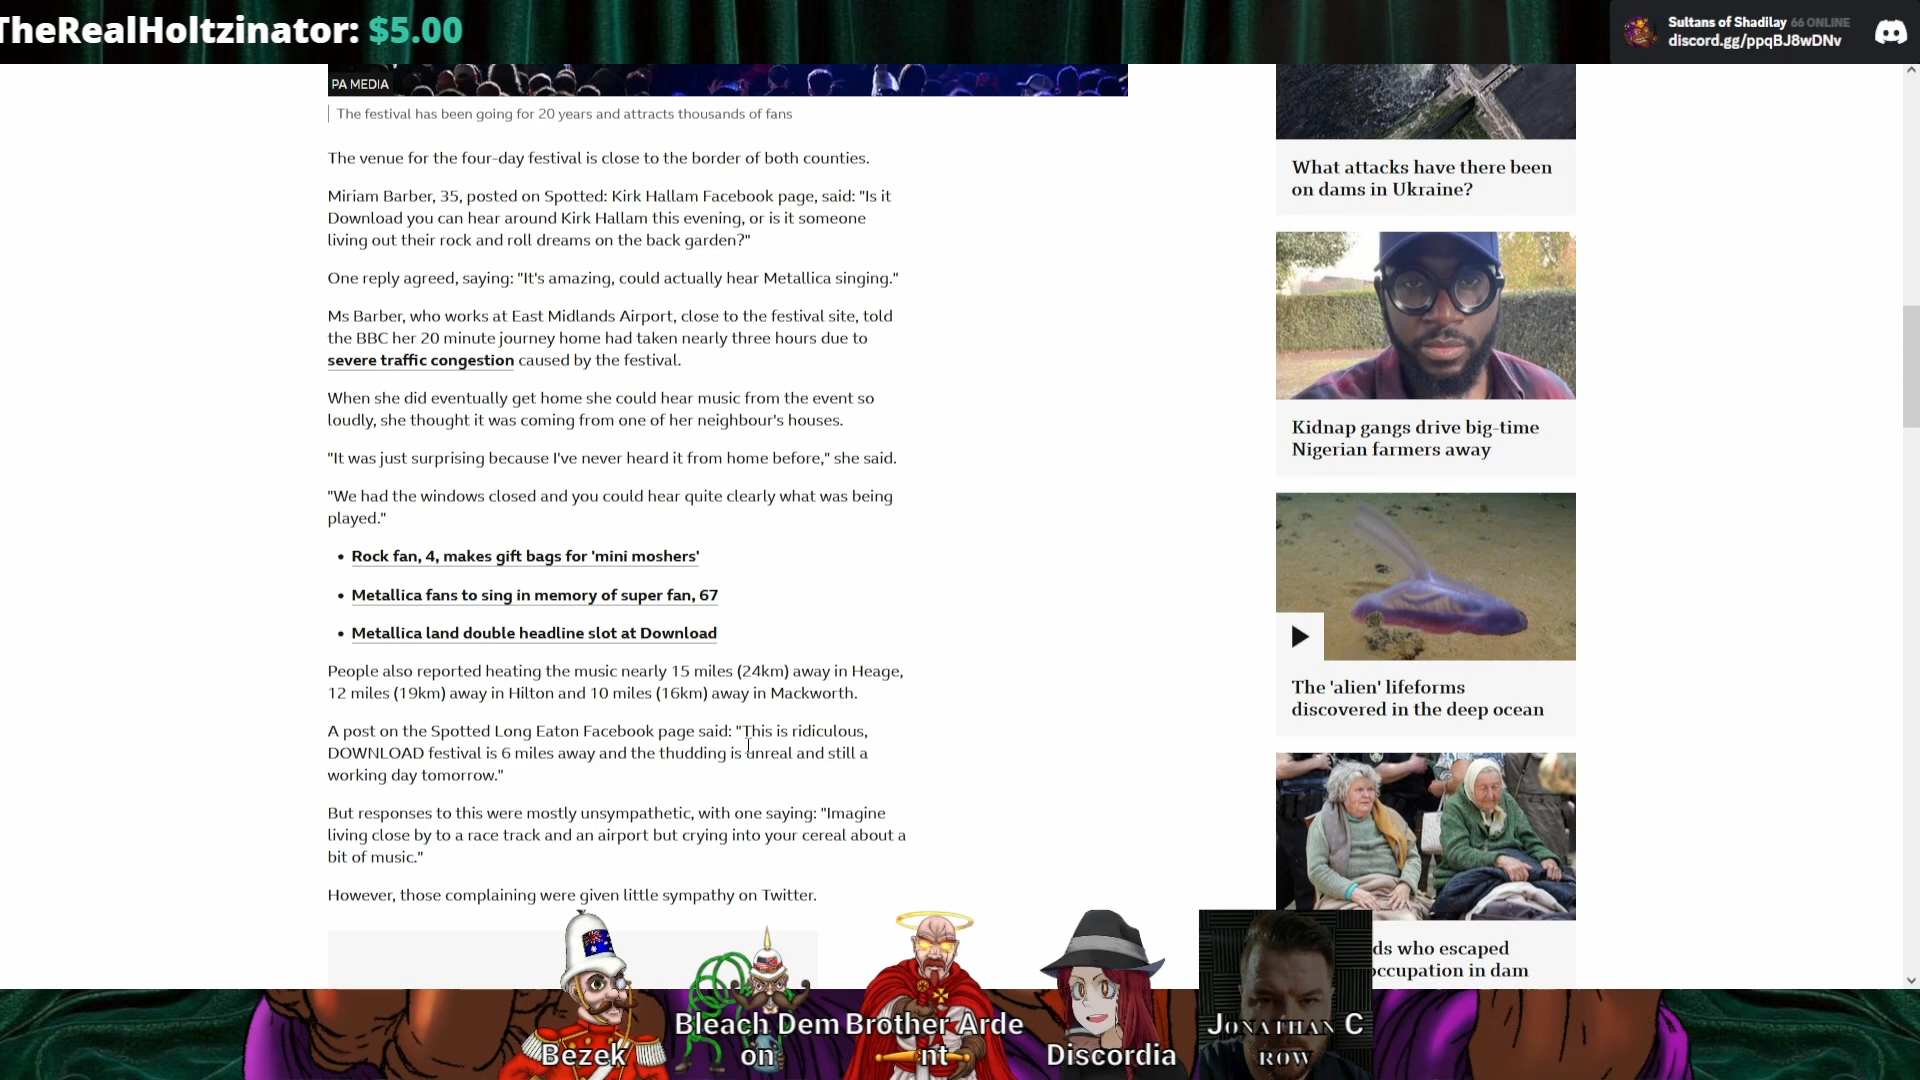 TheRealHoltzinator: $5.00
Sultans of Shadilay 66 ONLINE
discord.gg/ppqBJ8wDNv
PA MEDIA
The festival has been going for 20 years and attracts thousands of fans
The venue for the four-day festival is close to the border of both counties.
Miriam Barber, 35, posted on Spotted: Kirk Hallam Facebook page, said: "Is it
Download you can hear around Kirk Hallam this evening, or is it someone
living out their rock and roll dreams on the back garden?"
One reply agreed, saying: "It's amazing, could actually hear Metallica singing."
Ms Barber, who works at East Midlands Airport, close to the festival site, told
the BBC her 20 minute journey home had taken nearly three hours due to
severe traffic congestion caused by the festival.
When she did eventually get home she could hear music from the event so
loudly, she thought it was coming from one of her neighbour's houses.
"It was just surprising because I've never heard it from home before," she said.
"We had the windows closed and you could hear quite clearly what was being
played."
• Rock fan, 4, makes gift bags for 'mini moshers'
• Metallica fans to sing in memory of super fan, 67
• Metallica land double headline slot at Download
People also reported heating the music nearly 15 miles (24km) away in Heage,
12 miles (19km) away in Hilton and 10 miles (16km) away in Mackworth.
A post on the Spotted Long Eaton Facebook page said: "This is ridiculous,
DOWNLOAD festival is 6 miles away and the thudding is unreal and still a
working day tomorrow."
But responses to this were mostly unsympathetic, with one saying: "Imagine
living close by to a race track and an airport but crying into your cereal about a
bit of music."
However, those complaining were given little sympathy on Twitter.
What attacks have there been
on dams in Ukraine?
Kidnap gangs drive big-time
Nigerian farmers away
The 'alien' lifeforms
discovered in the deep ocean
ds who escaped
occupation in dam
Bezek
Bleach Dem
on
Brother Arde
nt
Discordia
Jonathan C
row